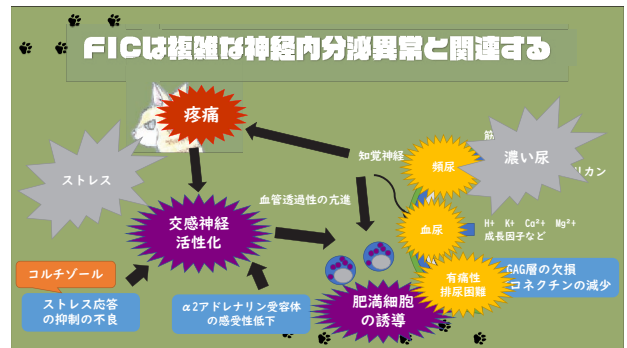 FICは複雑な神経内分泌異常と関連する
疼痛
ストレス
知覚神経
頻尿
筋
濃い尿
リカン
血管透過性の亢進
交感神経
活性化
血尿
H+ K+ Ca²+ Mg²+
成長因子など
コルチゾール
ストレス応答
の抑制の不良
α2アドレナリン受容体
の感受性低下
肥満細胞
の誘導
有痛性
排尿困難
GAG層の欠損
コネクチンの減少